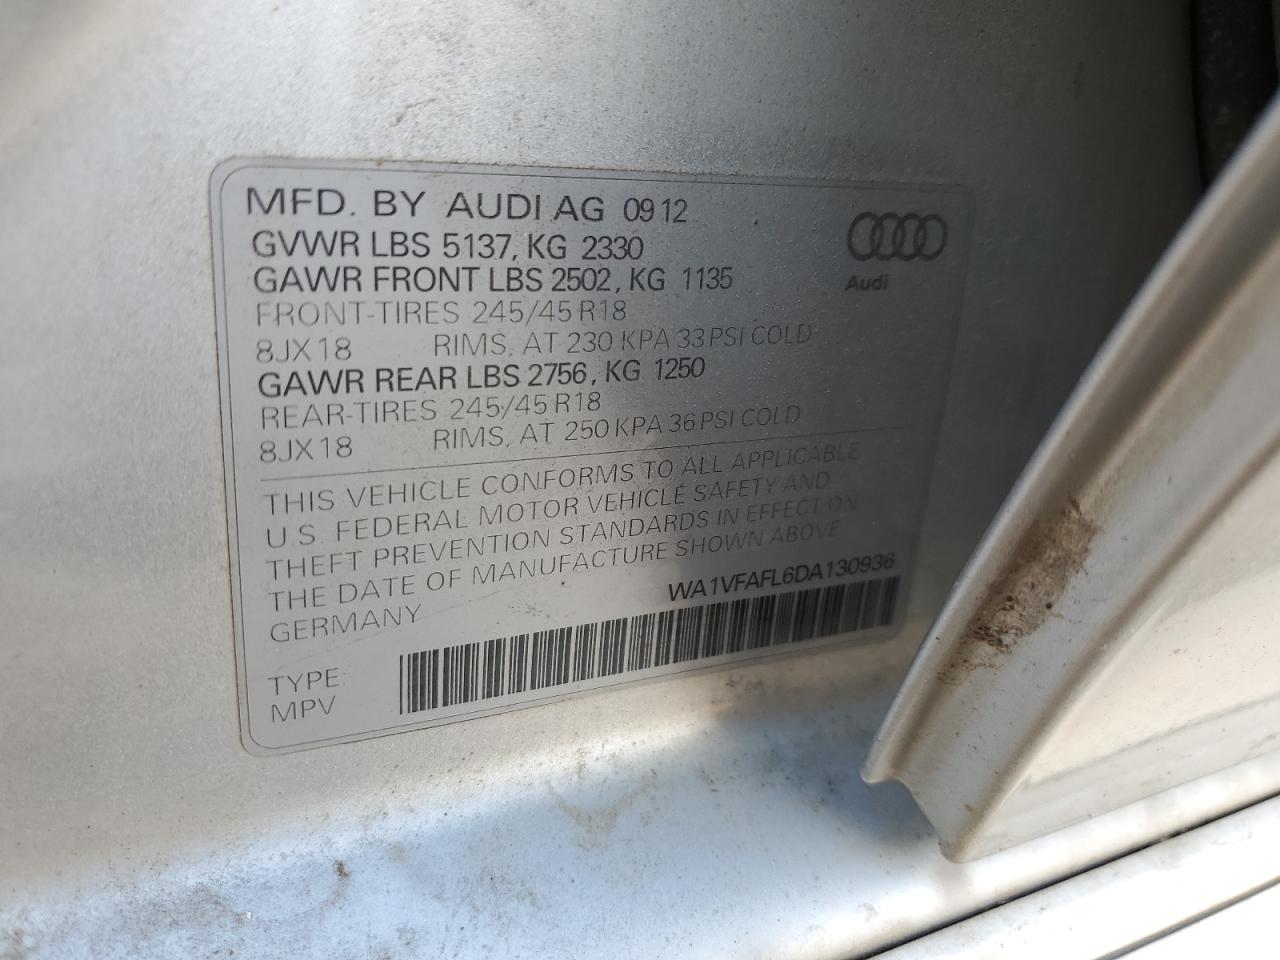 MFD. BY AUDI AG 0912
GVWR LBS 5137, KG 2330
GAWR FRONT LBS 2502, KG 1135
Audi
FRONT-TIRES 245/45 R18
8JX18 RIMS, AT 230 KPA 33 PSI COLD
GAWR REAR LBS 2756, KG 1250
REAR-TIRES 245/45 R18
8JX18 RIMS, AT 250 KPA 36 PSI COLD
THIS VEHICLE CONFORMS TO ALL APPLICABLE
U.S. FEDERAL MOTOR VEHICLE SAFETY AND
THEFT PREVENTION STANDARDS IN EFFECT ON
THE DATE OF MANUFACTURE SHOWN ABOVE
GERMANY WA1VFAFL6DA130936
TYPE:
MPV